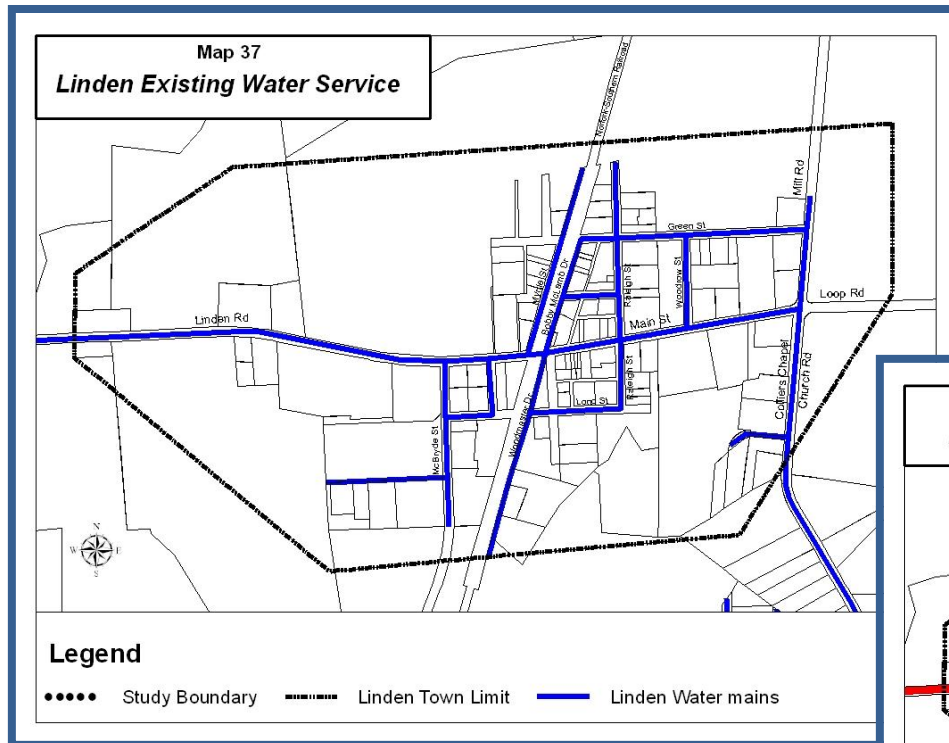 Map 37
Linden Existing Water Service
Norfolk-Southern Railroad
Mill Rd
Green St
Myrtle St
Bobby McLamb Dr
Raleigh St
Woodrow St
Loop Rd
Linden Rd
Main St
Raleigh St
Colliers Chapel
Church Rd
Long St
Woodmaster Dr
McBryde St
N
W
E
S
Legend
Study Boundary
Linden Town Limit
Linden Water mains